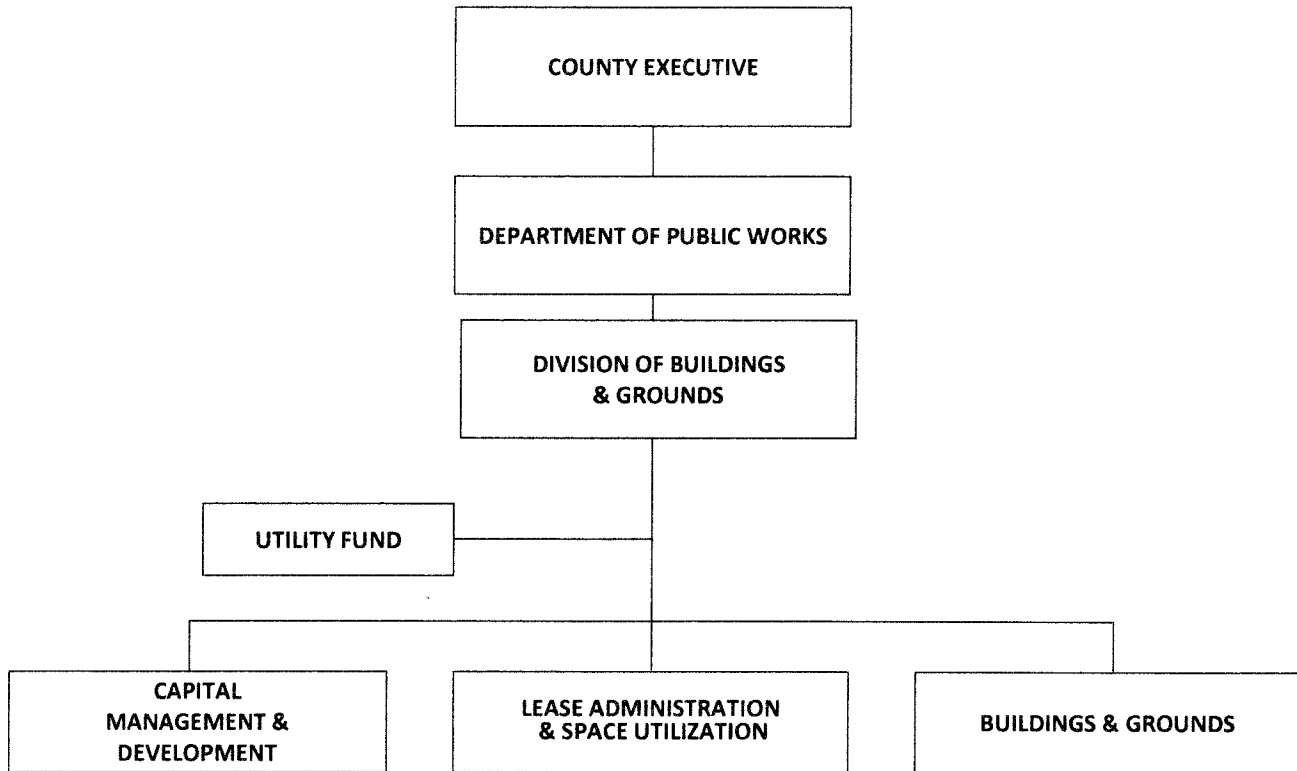 COUNTY EXECUTIVE
DEPARTMENT OF PUBLIC WORKS
DIVISION OF BUILDINGS
& GROUNDS
UTILITY FUND
CAPITAL
MANAGEMENT &
DEVELOPMENT
LEASE ADMINISTRATION
& SPACE UTILIZATION
BUILDINGS & GROUNDS